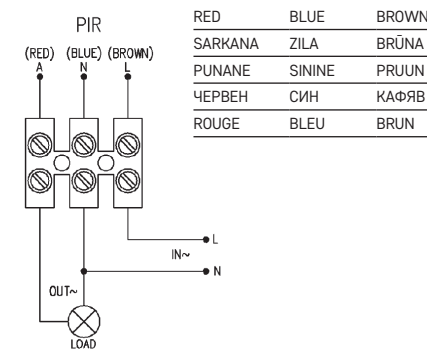 PIR
(RED) (BLUE) (BROWN)
A N L
L
IN~
N
OUT~
LOAD
RED BLUE BROWN
SARKANA ZILA BRŪNA
PUNANE SININE PRUUN
ЧЕРВЕН СИН КАФЯВ
ROUGE BLEU BRUN